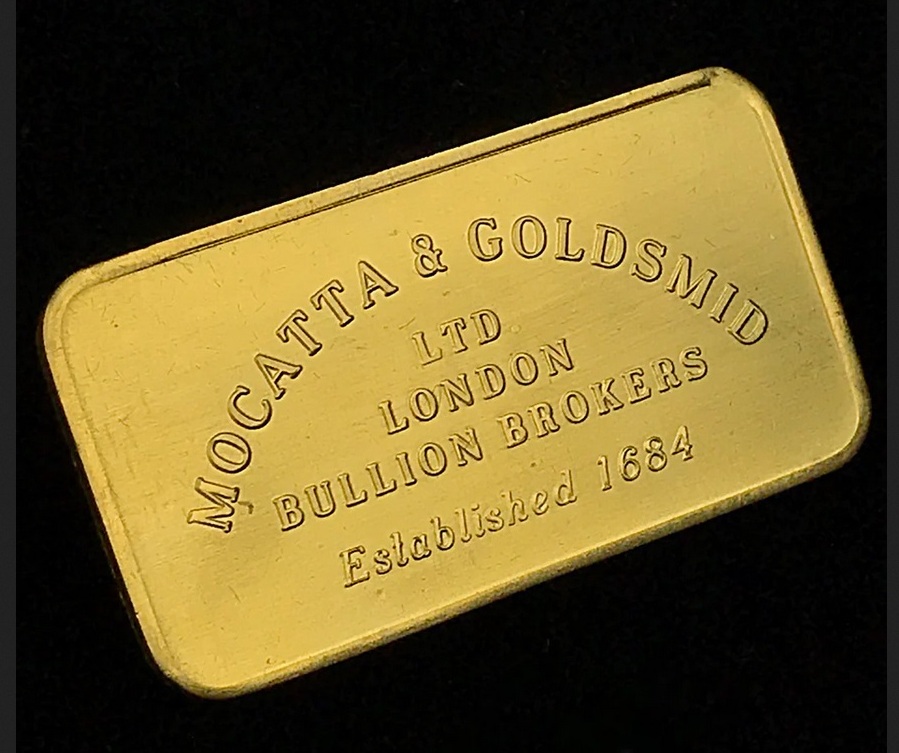 MOCATTA & GOLDSMID
LTD
LONDON
BULLION BROKERS
Established 1684